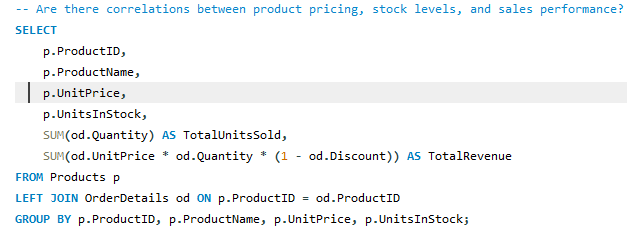 -- Are there correlations between product pricing, stock levels, and sales performance?
SELECT
    p.ProductID,
    p.ProductName,
    p.UnitPrice,
    p.UnitsInStock,
    SUM(od.Quantity) AS TotalUnitsSold,
    SUM(od.UnitPrice * od.Quantity * (1 - od.Discount)) AS TotalRevenue
FROM Products p
LEFT JOIN OrderDetails od ON p.ProductID = od.ProductID
GROUP BY p.ProductID, p.ProductName, p.UnitPrice, p.UnitsInStock;